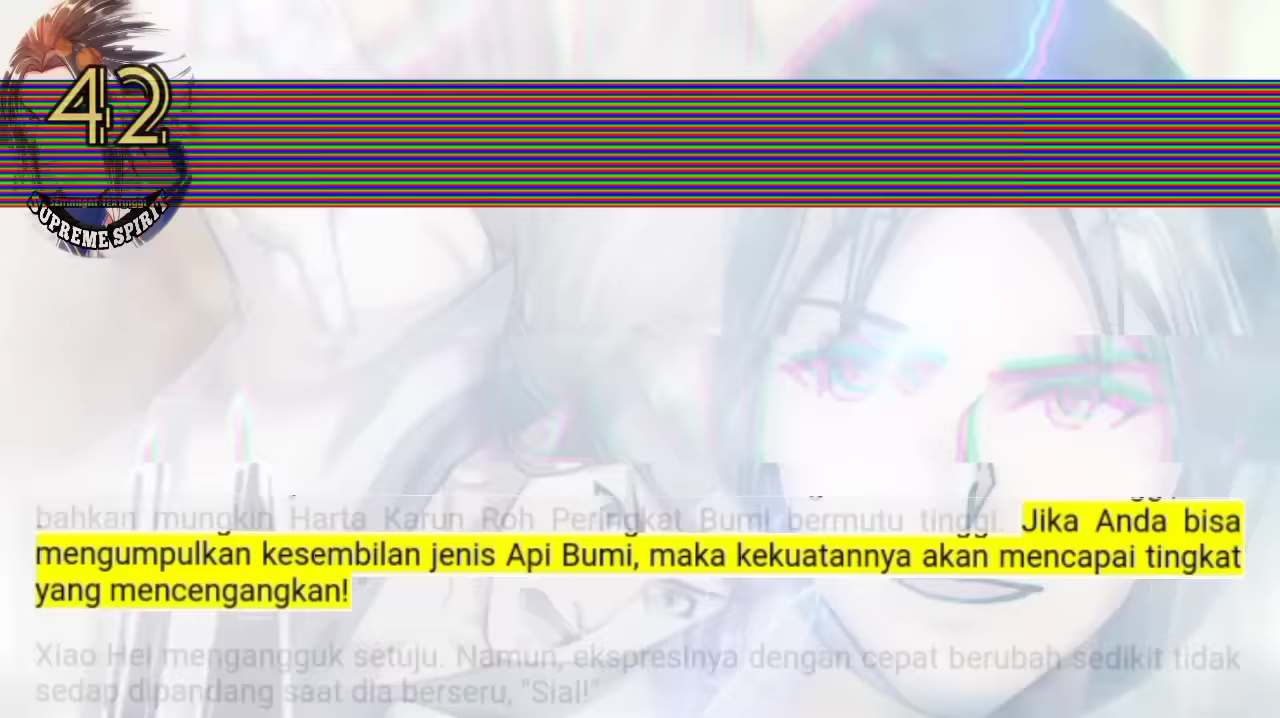 42
SUPREME SPIRIT
bahkan mungkin Harta Karun Roh Peringkat Bumi bermutu tinggi. Jika Anda bisa
mengumpulkan kesembilan jenis Api Bumi, maka kekuatannya akan mencapai tingkat
yang mencengangkan!
Xiao Hei mengangguk setuju. Namun, ekspresinya dengan cepat berubah sedikit tidak
sedap dipandang saat dia berseru, "Sial!"